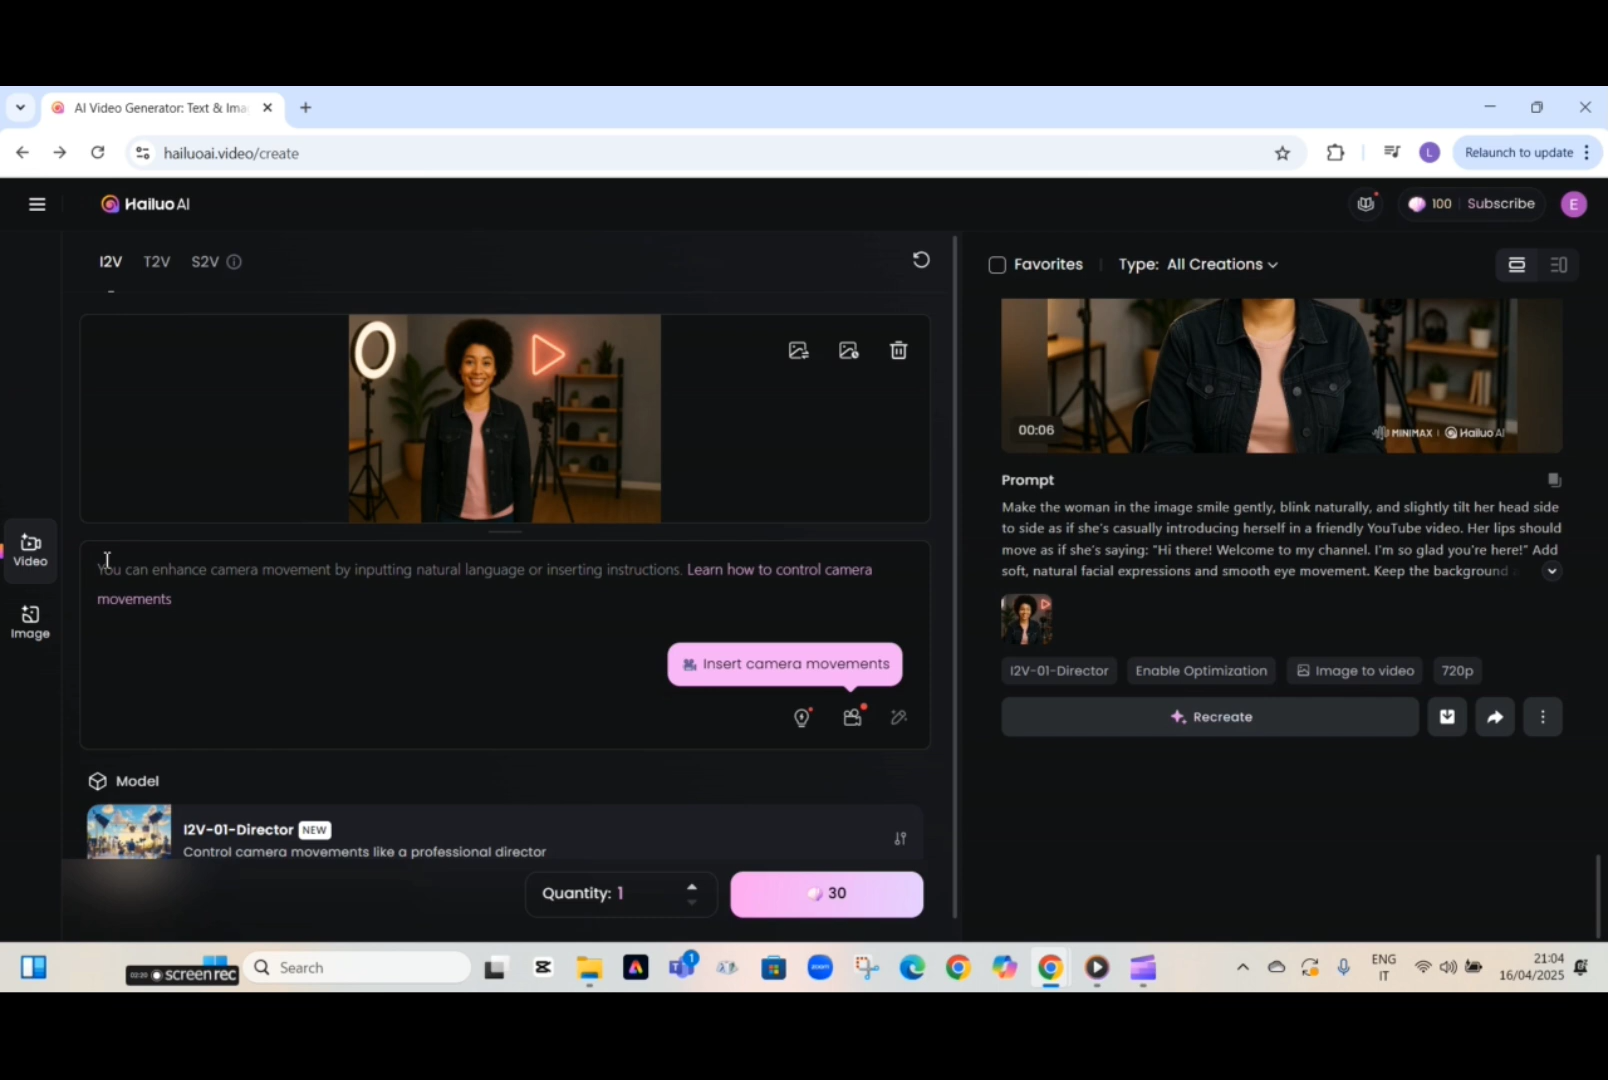 AI Video Generator: Text & Ima
hailuoai.video/create
L
Relaunch to update
Hailuo AI
100
Subscribe
E
I2V
T2V
S2V
Favorites
Type: All Creations
00:06
MINIMAX
Hailuo AI
Prompt
Make the woman in the image smile gently, blink naturally, and slightly tilt her head side
to side as if she's casually introducing herself in a friendly YouTube video. Her lips should
move as if she's saying: "Hi there! Welcome to my channel. I'm so glad you're here!" Add
soft, natural facial expressions and smooth eye movement. Keep the background a
I2V-01-Director
Enable Optimization
Image to video
720p
Recreate
Video
Image
You can enhance camera movement by inputting natural language or inserting instructions. Learn how to control camera
movements
Insert camera movements
Model
I2V-01-Director NEW
Control camera movements like a professional director
Quantity: 1
30
02:20
screen rec
Search
1
zoom
ENG
IT
21:04
16/04/2025